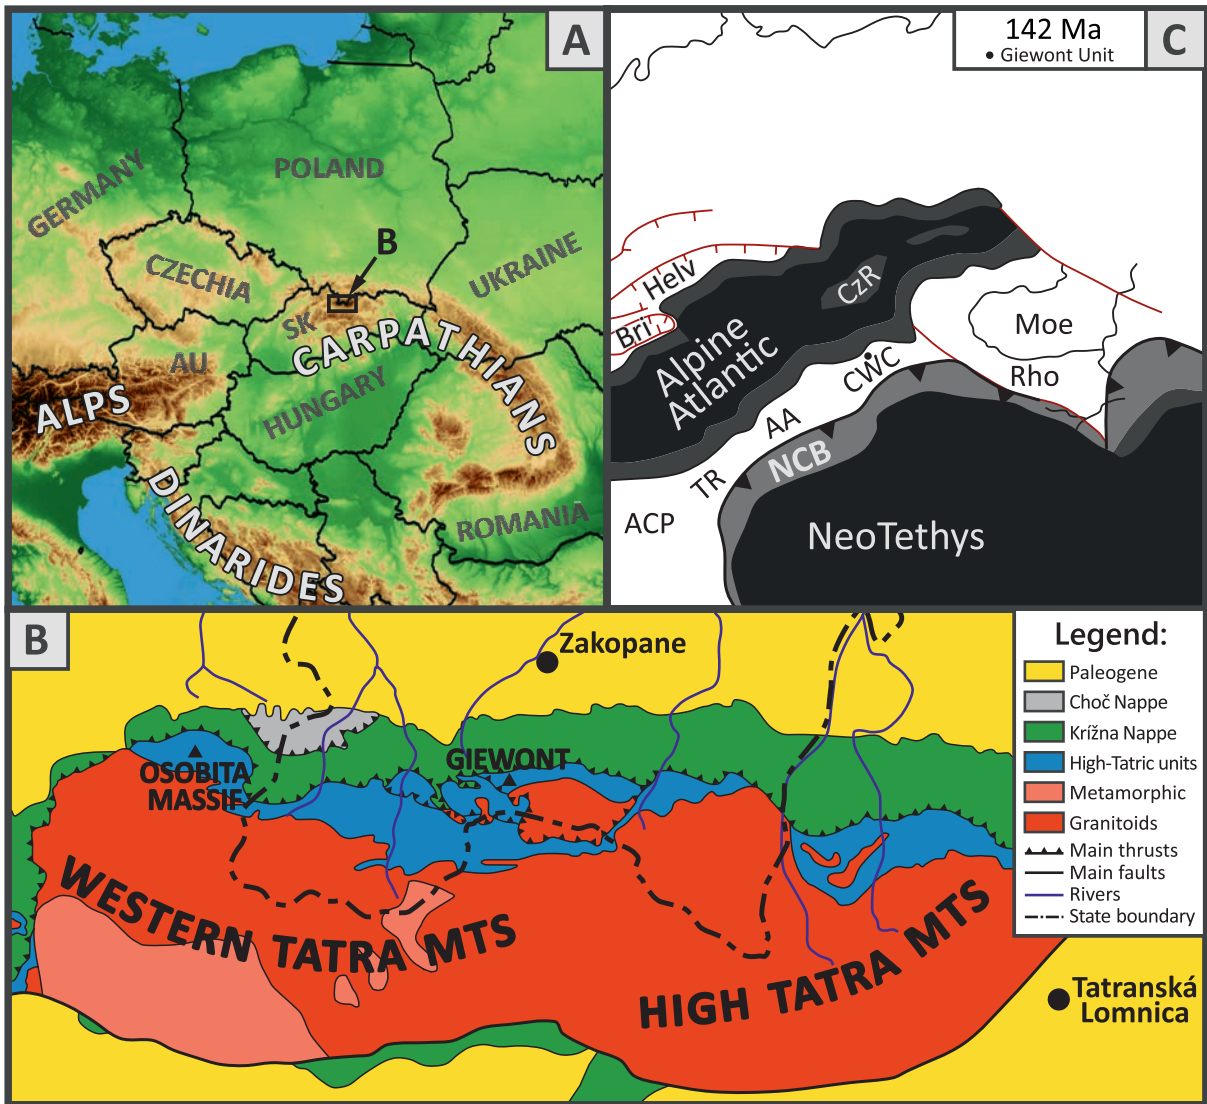 A
GERMANY
POLAND
B
CZECHIA
UKRAINE
SK
CARPATHIANS
AU
HUNGARY
ALPS
DINARIDES
ROMANIA
142 Ma
• Giewont Unit
C
Helv
CzR
Bri
Alpine
Atlantic
Moe
CWC
Rho
AA
NCB
TR
ACP
NeoTethys
B
Zakopane
GIEWONT
OSOBITA
MASSIF
WESTERN TATRA MTS
HIGH TATRA MTS
Tatranská
Lomnica
Legend:
Paleogene
Choč Nappe
Krížna Nappe
High-Tatric units
Metamorphic
Granitoids
Main thrusts
Main faults
Rivers
State boundary